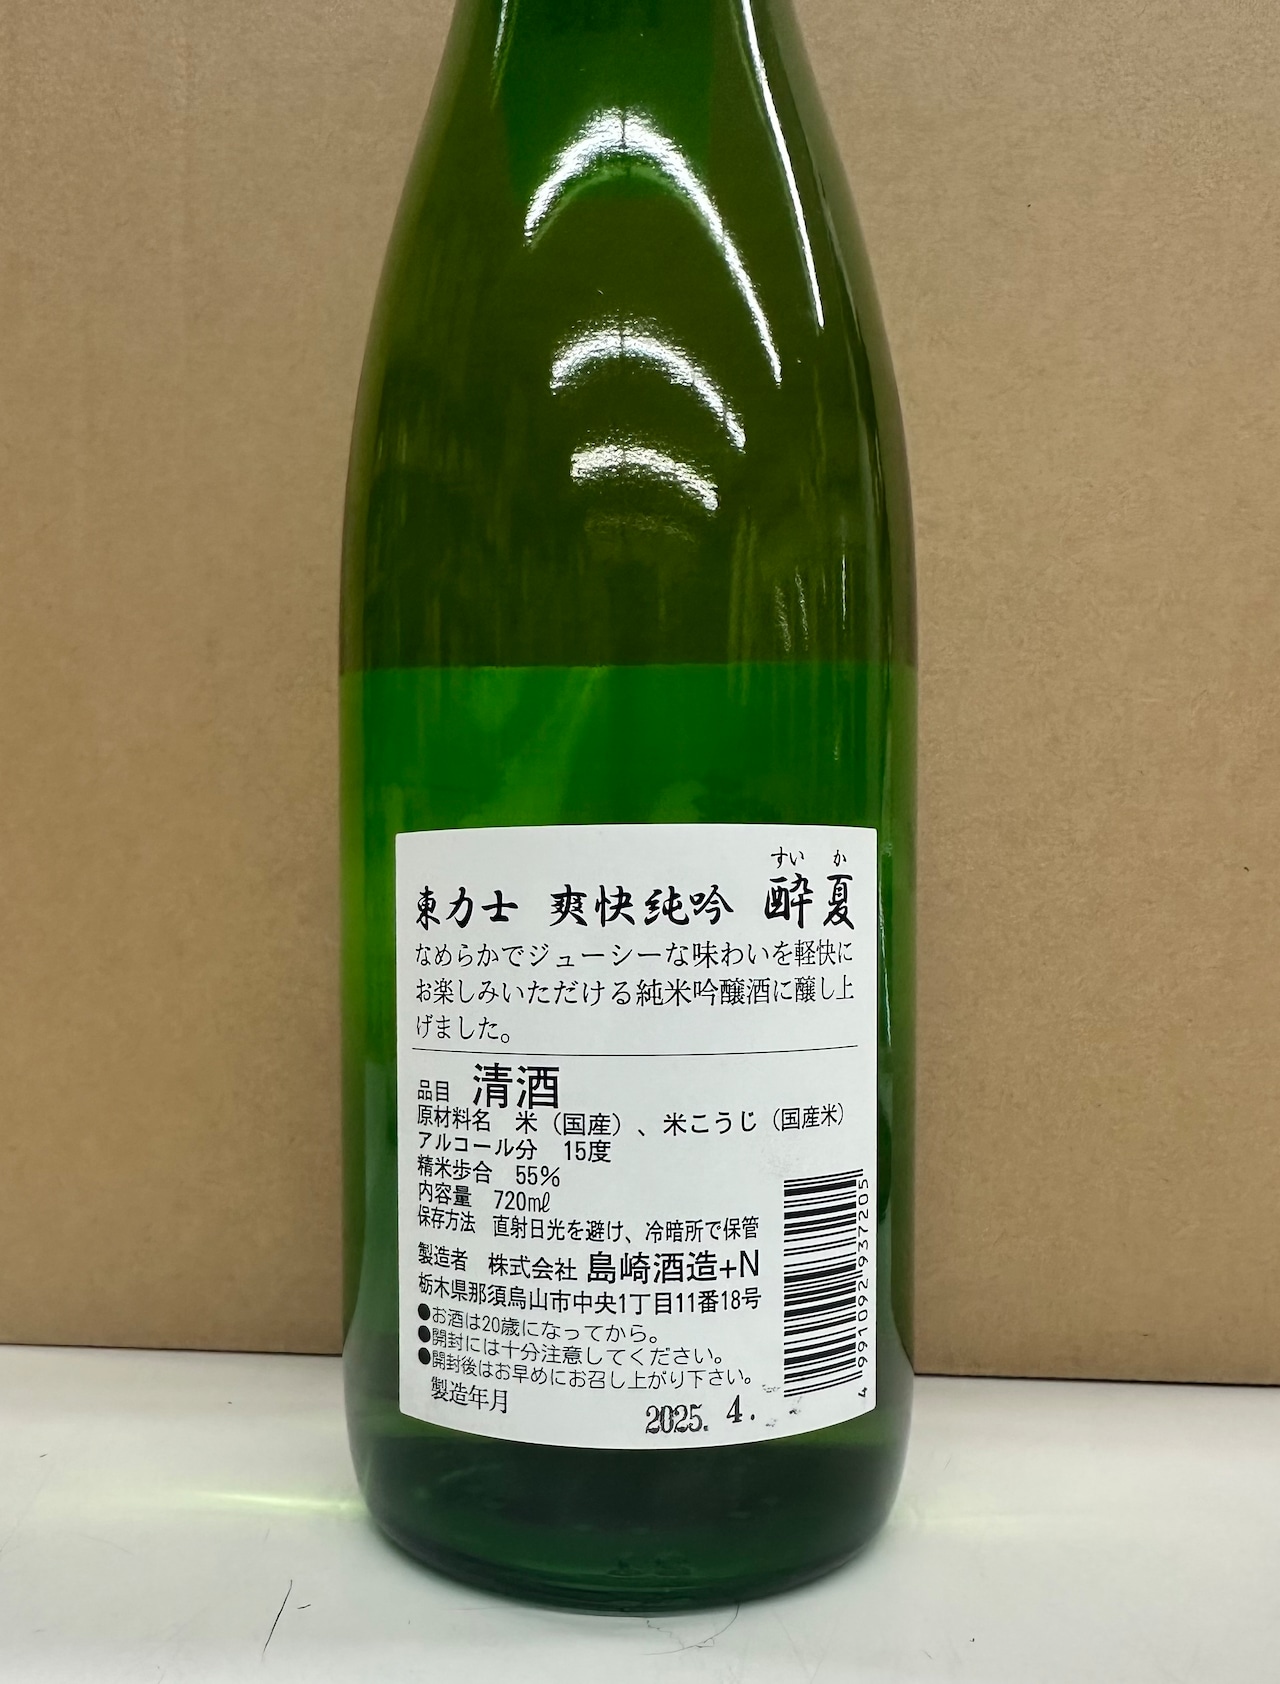 すい か
東力士 爽快純吟 酔夏
なめらかでジューシーな味わいを軽快に
お楽しみいただける純米吟醸酒に醸し上
げました。
品目 清酒
原材料名 米（国産）、米こうじ（国産米）
アルコール分 15度
精米歩合 55%
内容量 720mℓ
保存方法 直射日光を避け、冷暗所で保管
製造者 株式会社 島崎酒造+N
栃木県那須烏山市中央1丁目11番18号
●お酒は20歳になってから。
●開封には十分注意してください。
●開封後はお早めにお召し上がり下さい。
製造年月 2025. 4.
4 991092 937205